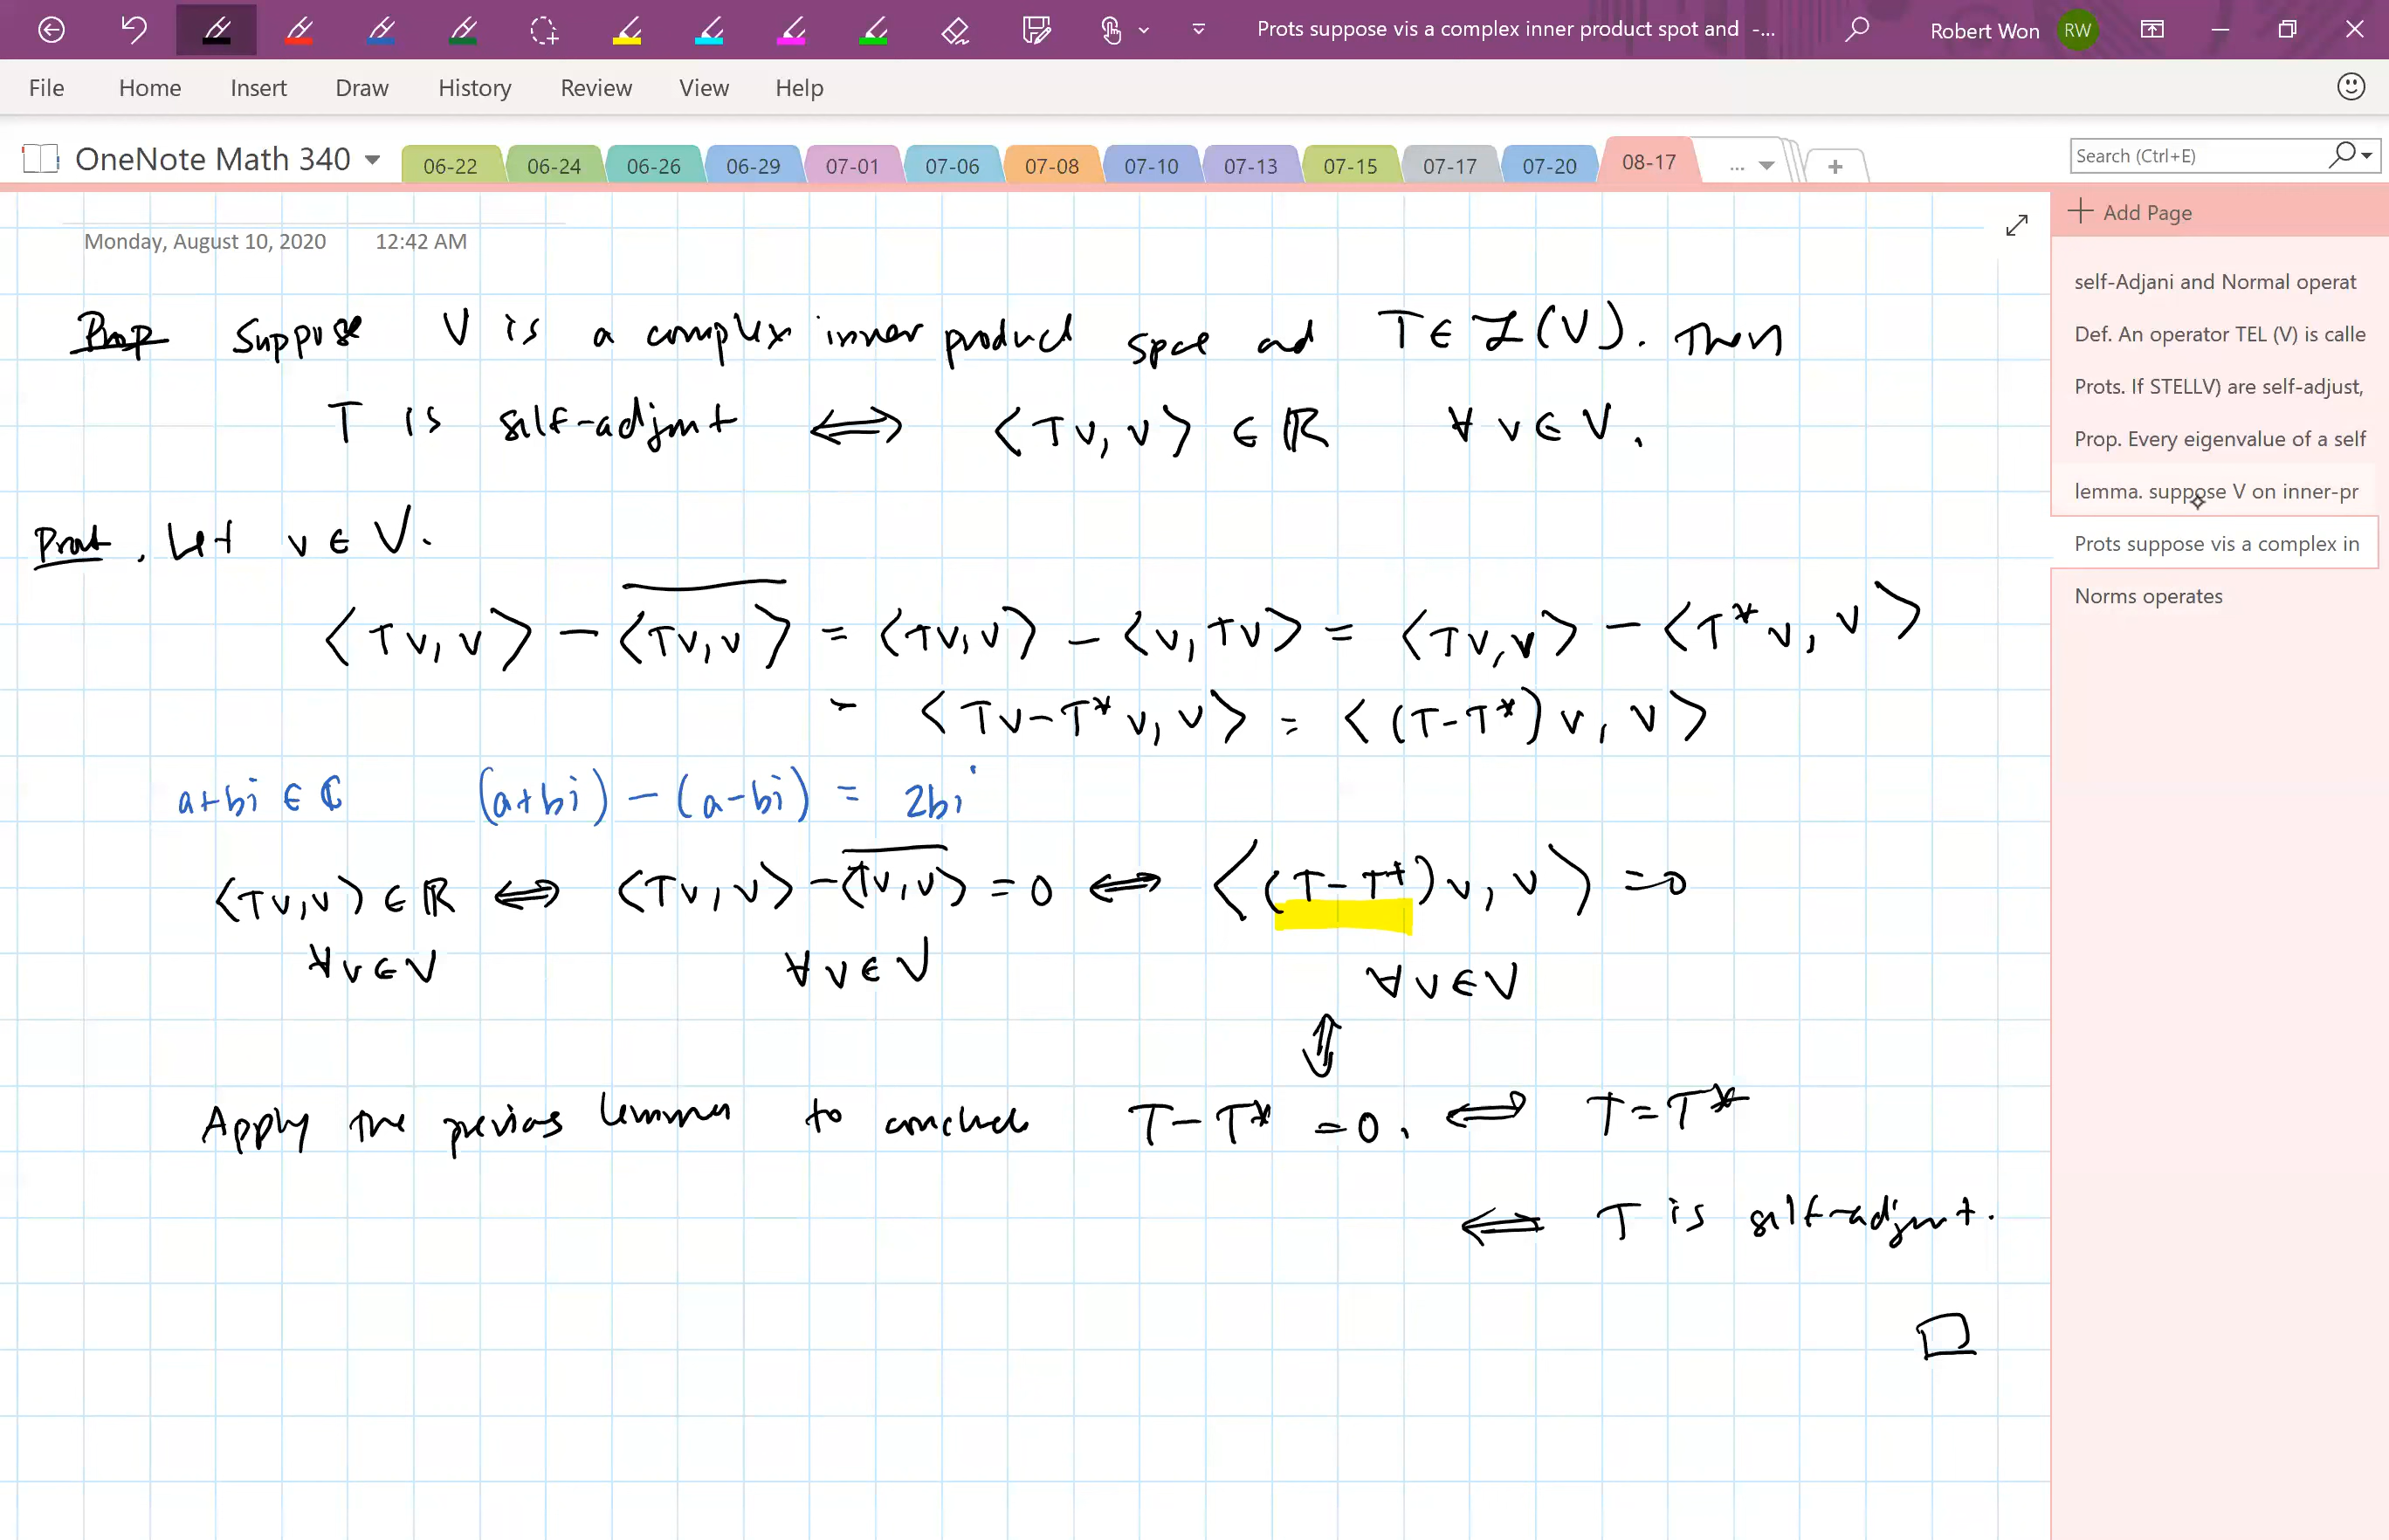 Prots suppose vis a complex inner product spot and -...
Robert Won RW
File Home Insert Draw History Review View Help
OneNote Math 340
06-22 06-24 06-26 06-29 07-01 07-06 07-08 07-10 07-13 07-15 07-17 07-20 08-17 ... +
Search (Ctrl+E)
Add Page
self-Adjani and Normal operat
Def. An operator TEL (V) is calle
Prots. If STELLV) are self-adjust,
Prop. Every eigenvalue of a self
lemma. suppose V on inner-pr
Prots suppose vis a complex in
Norms operates
Monday, August 10, 2020 12:42 AM
Prop Suppose V is a complex inner product space and T ∈ ℒ(V). Then
T is self-adjoint ⟺ ⟨Tv, v⟩ ∈ ℝ ∀ v ∈ V.
Proof. Let v ∈ V.
⟨Tv, v⟩ − \overline{⟨Tv, v⟩} = ⟨Tv, v⟩ − ⟨v, Tv⟩ = ⟨Tv, v⟩ − ⟨T*v, v⟩
= ⟨Tv − T*v, v⟩ = ⟨(T − T*)v, v⟩
a+bi ∈ ℂ (a+bi) − (a−bi) = 2bi
⟨Tv, v⟩ ∈ ℝ ⟺ ⟨Tv, v⟩ − \overline{⟨Tv, v⟩} = 0 ⟺ ⟨(T − T*)v, v⟩ = 0
∀ v ∈ V ∀ v ∈ V ∀ v ∈ V
⇕
Apply the previous lemma to conclude T − T* = 0. ⟺ T = T*
⟺ T is self-adjoint.
□